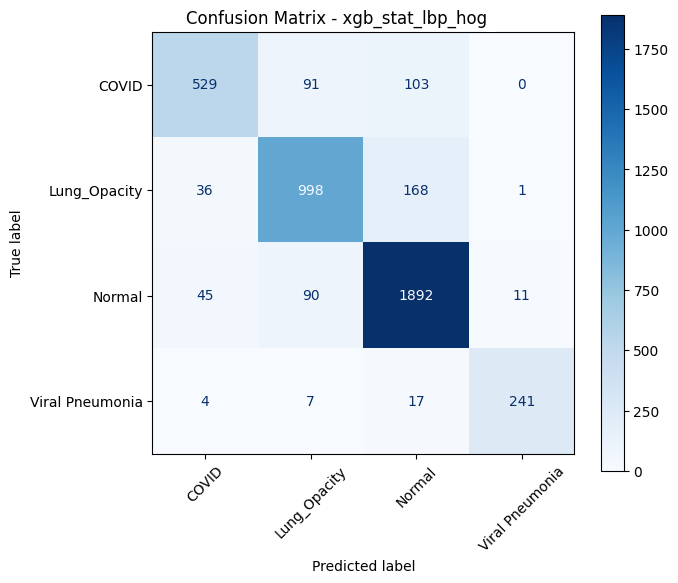 Confusion Matrix - xgb_stat_lbp_hog
True label
COVID 529 91 103 0
Lung_Opacity 36 998 168 1
Normal 45 90 1892 11
Viral Pneumonia 4 7 17 241
COVID Lung_Opacity Normal Viral Pneumonia
Predicted label
1750
1500
1250
1000
750
500
250
0